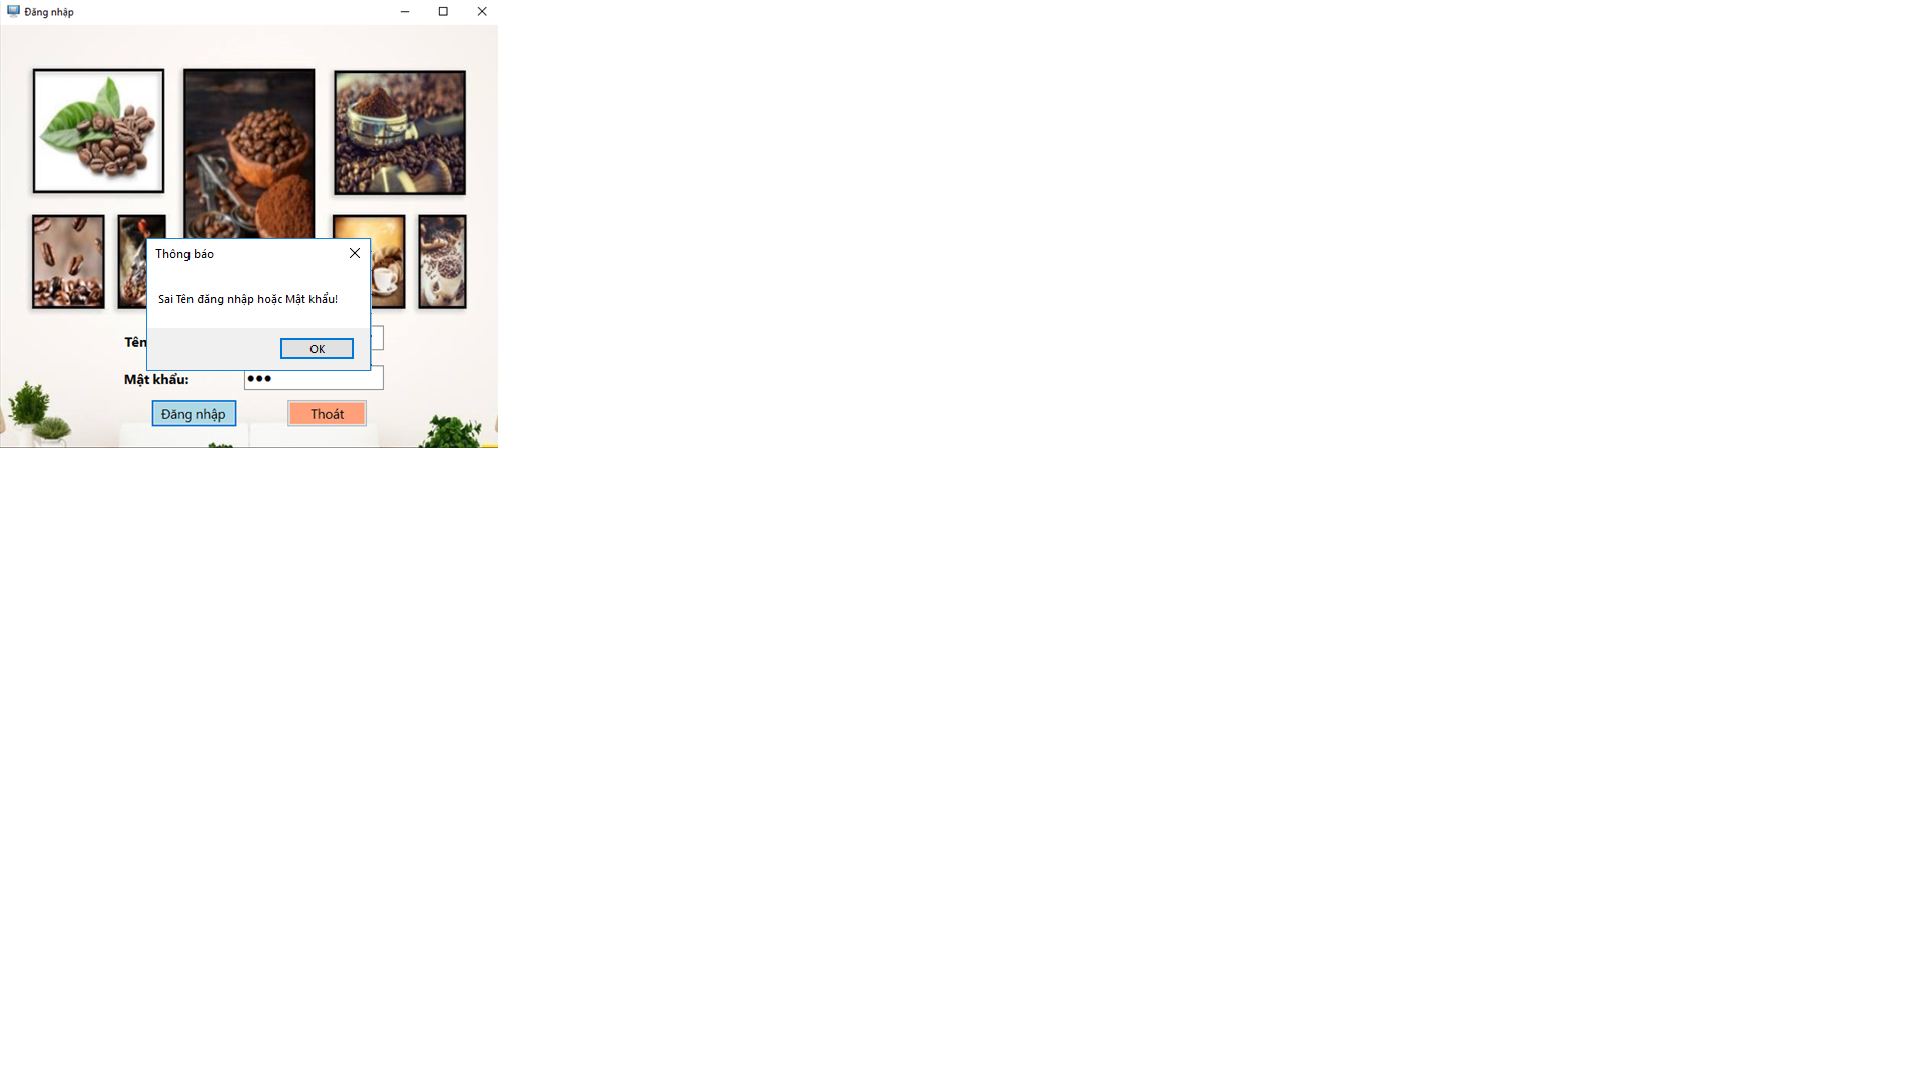 Đăng nhập
Thông báo
Sai Tên đăng nhập hoặc Mật khẩu!
OK
Tên
Mật khẩu: ●●●
Đăng nhập
Thoát